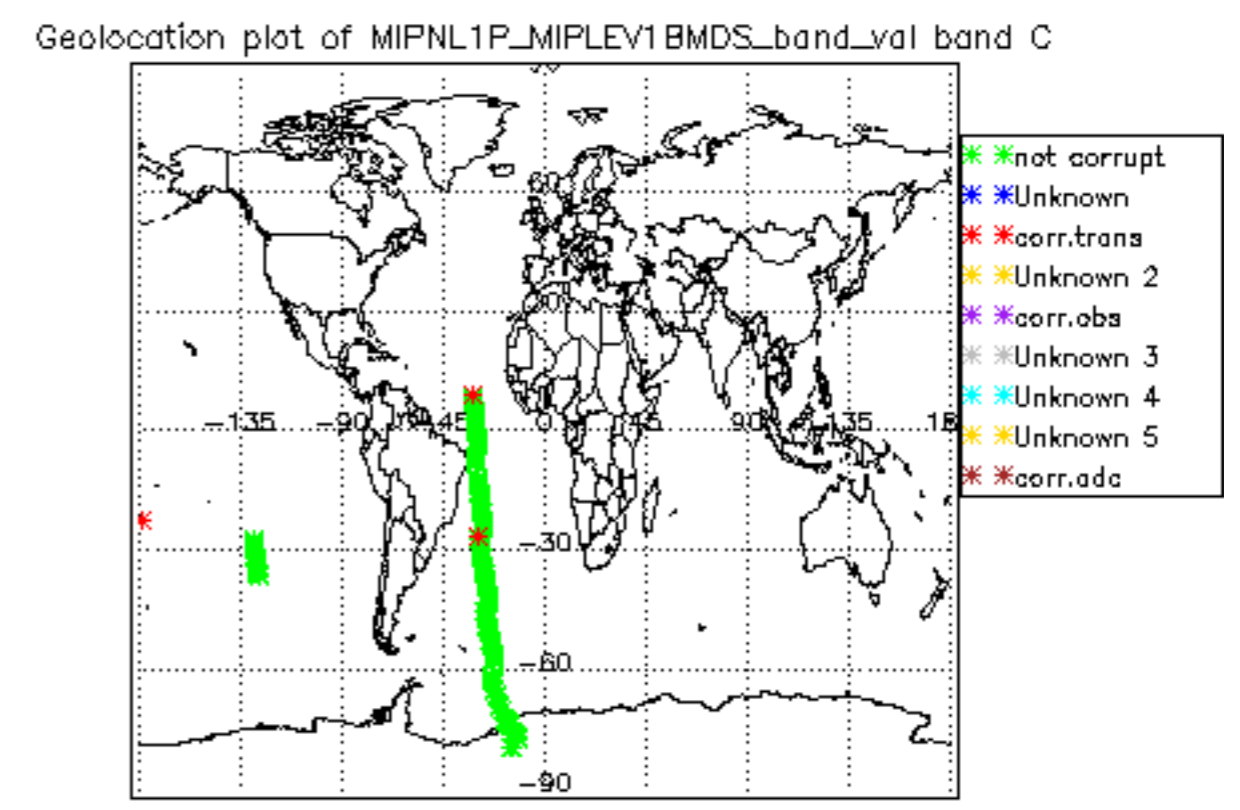 Geolocation plot of MIPNL1P_MIPLEV1BMDS_band_val band C
not corrupt
Unknown
corr.trans
Unknown 2
corr.obs
Unknown 3
Unknown 4
Unknown 5
corr.adc
60
-135 -90 -45 0 45 90 135
-30
-60
-90